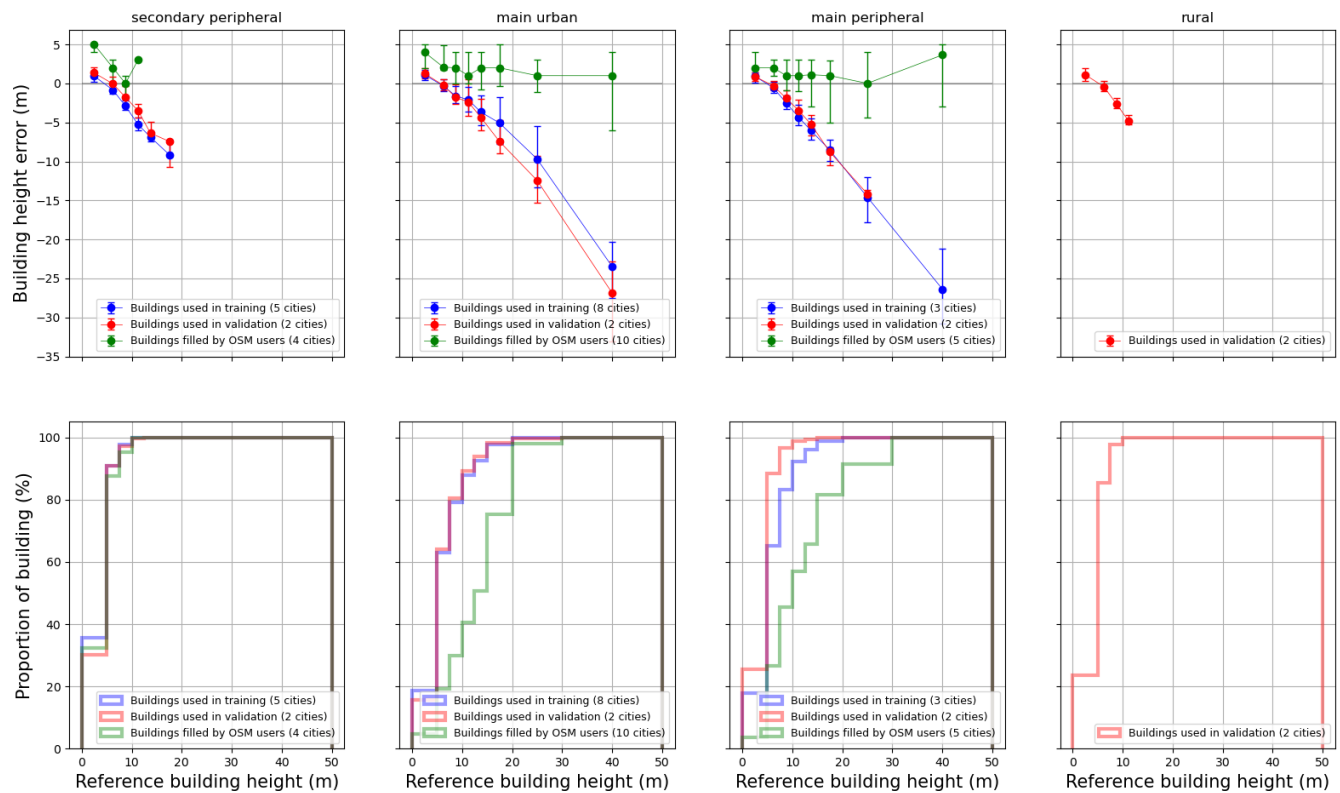 secondary peripheral
main urban
main peripheral
rural
Building height error (m)
5
0
−5
−10
−15
−20
−25
−30
−35
Buildings used in training (5 cities)
Buildings used in validation (2 cities)
Buildings filled by OSM users (4 cities)
Buildings used in training (8 cities)
Buildings used in validation (2 cities)
Buildings filled by OSM users (10 cities)
Buildings used in training (3 cities)
Buildings used in validation (2 cities)
Buildings filled by OSM users (5 cities)
Buildings used in validation (2 cities)
Proportion of building (%)
100
80
60
40
20
0
Buildings used in training (5 cities)
Buildings used in validation (2 cities)
Buildings filled by OSM users (4 cities)
Buildings used in training (8 cities)
Buildings used in validation (2 cities)
Buildings filled by OSM users (10 cities)
Buildings used in training (3 cities)
Buildings used in validation (2 cities)
Buildings filled by OSM users (5 cities)
Buildings used in validation (2 cities)
0 10 20 30 40 50
0 10 20 30 40 50
0 10 20 30 40 50
0 10 20 30 40 50
Reference building height (m)
Reference building height (m)
Reference building height (m)
Reference building height (m)